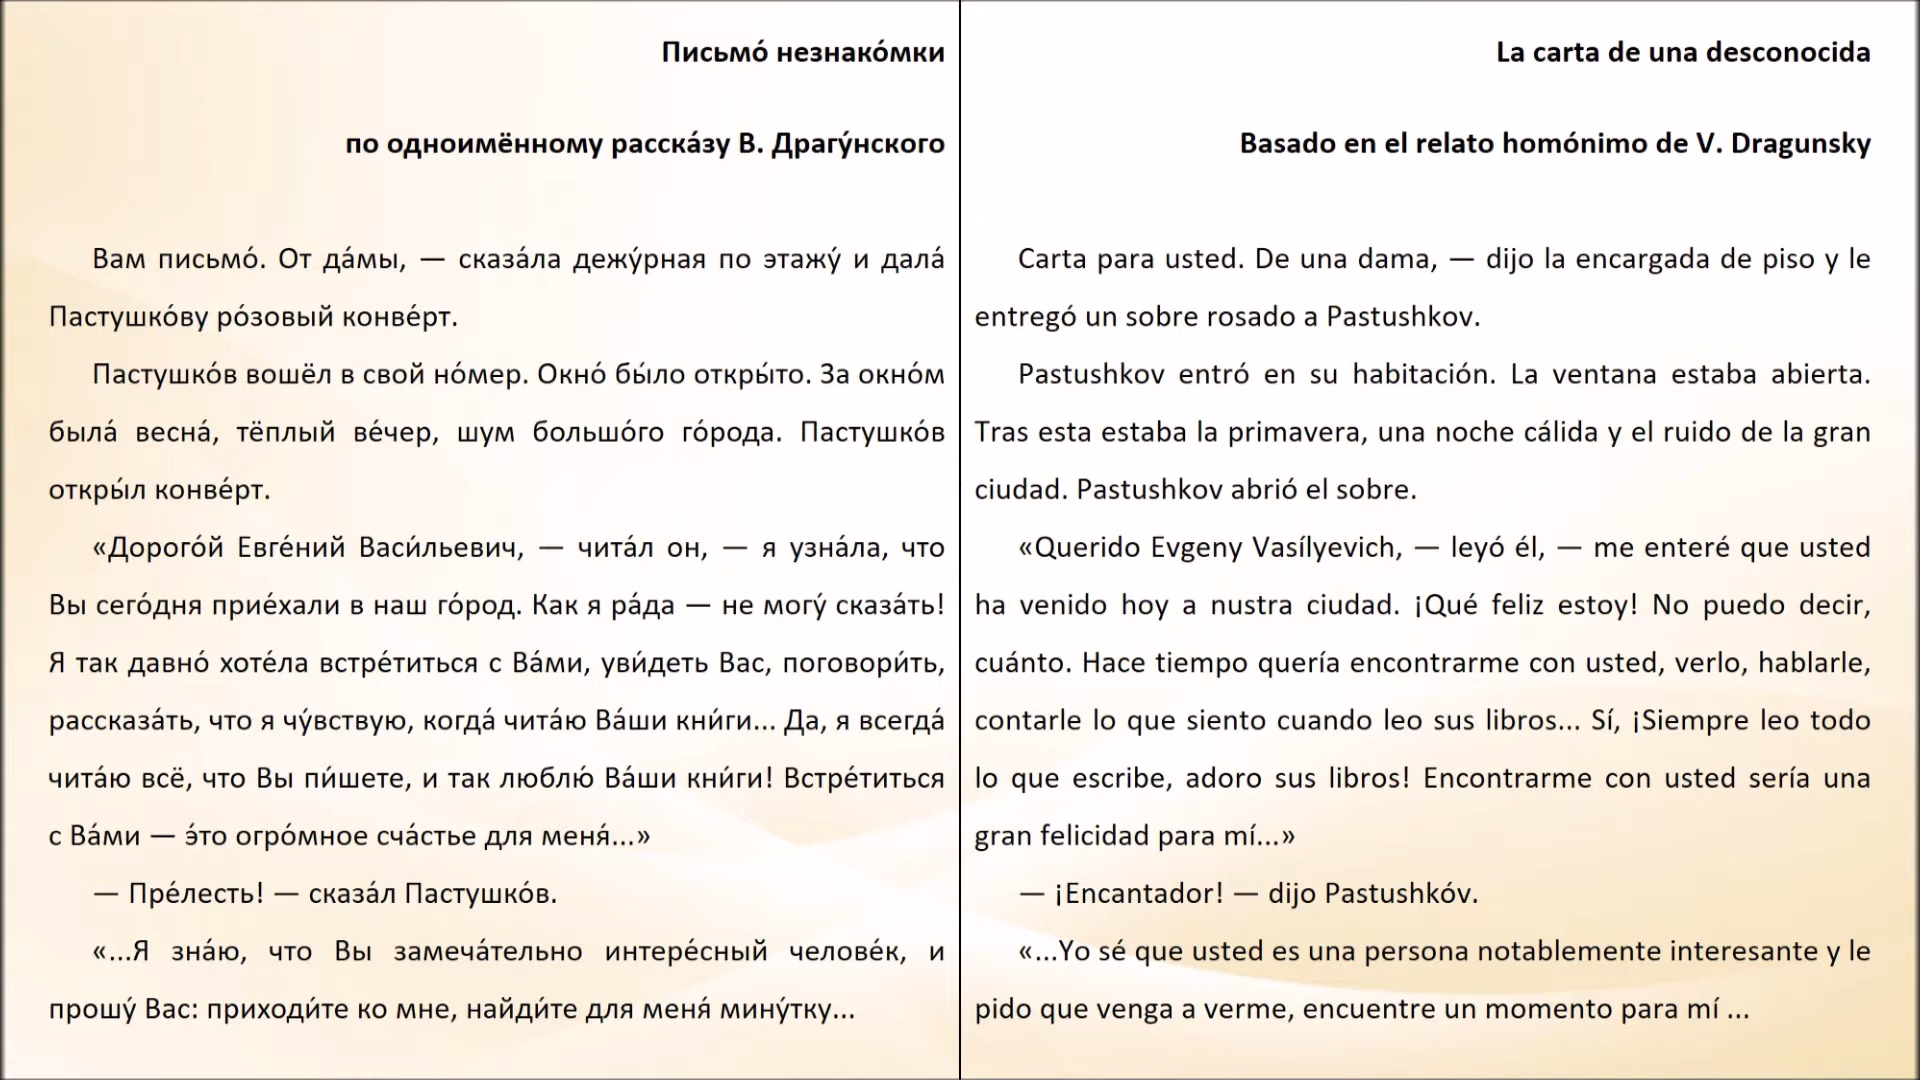 Письмо́ незнако́мки
по одноимённому расска́зу В. Драгу́нского
Вам письмо́. От да́мы, — сказа́ла дежу́рная по этажу́ и дала́
Пастушко́ву ро́зовый конве́рт.
Пастушко́в вошёл в свой но́мер. Окно́ бы́ло откры́то. За окно́м
была́ весна́, тёплый ве́чер, шум большо́го го́рода. Пастушко́в
откры́л конве́рт.
«Дорого́й Евге́ний Васи́льевич, — чита́л он, — я узна́ла, что
Вы сего́дня прие́хали в наш го́род. Как я ра́да — не могу́ сказа́ть!
Я так давно́ хоте́ла встре́титься с Ва́ми, уви́деть Вас, поговори́ть,
рассказа́ть, что я чу́вствую, когда́ чита́ю Ва́ши кни́ги... Да, я всегда́
чита́ю всё, что Вы пи́шете, и так люблю́ Ва́ши кни́ги! Встре́титься
с Ва́ми — э́то огро́мное сча́стье для меня́...»
— Пре́лесть! — сказа́л Пастушко́в.
«...Я зна́ю, что Вы замеча́тельно интере́сный челове́к, и
прошу́ Вас: приходи́те ко мне, найди́те для меня́ мину́тку...
La carta de una desconocida
Basado en el relato homónimo de V. Dragunsky
Carta para usted. De una dama, — dijo la encargada de piso y le
entregó un sobre rosado a Pastushkov.
Pastushkov entró en su habitación. La ventana estaba abierta.
Tras esta estaba la primavera, una noche cálida y el ruido de la gran
ciudad. Pastushkov abrió el sobre.
«Querido Evgeny Vasílyevich, — leyó él, — me enteré que usted
ha venido hoy a nustra ciudad. ¡Qué feliz estoy! No puedo decir,
cuánto. Hace tiempo quería encontrarme con usted, verlo, hablarle,
contarle lo que siento cuando leo sus libros... Sí, ¡Siempre leo todo
lo que escribe, adoro sus libros! Encontrarme con usted sería una
gran felicidad para mí...»
— ¡Encantador! — dijo Pastushkóv.
«...Yo sé que usted es una persona notablemente interesante y le
pido que venga a verme, encuentre un momento para mí ...